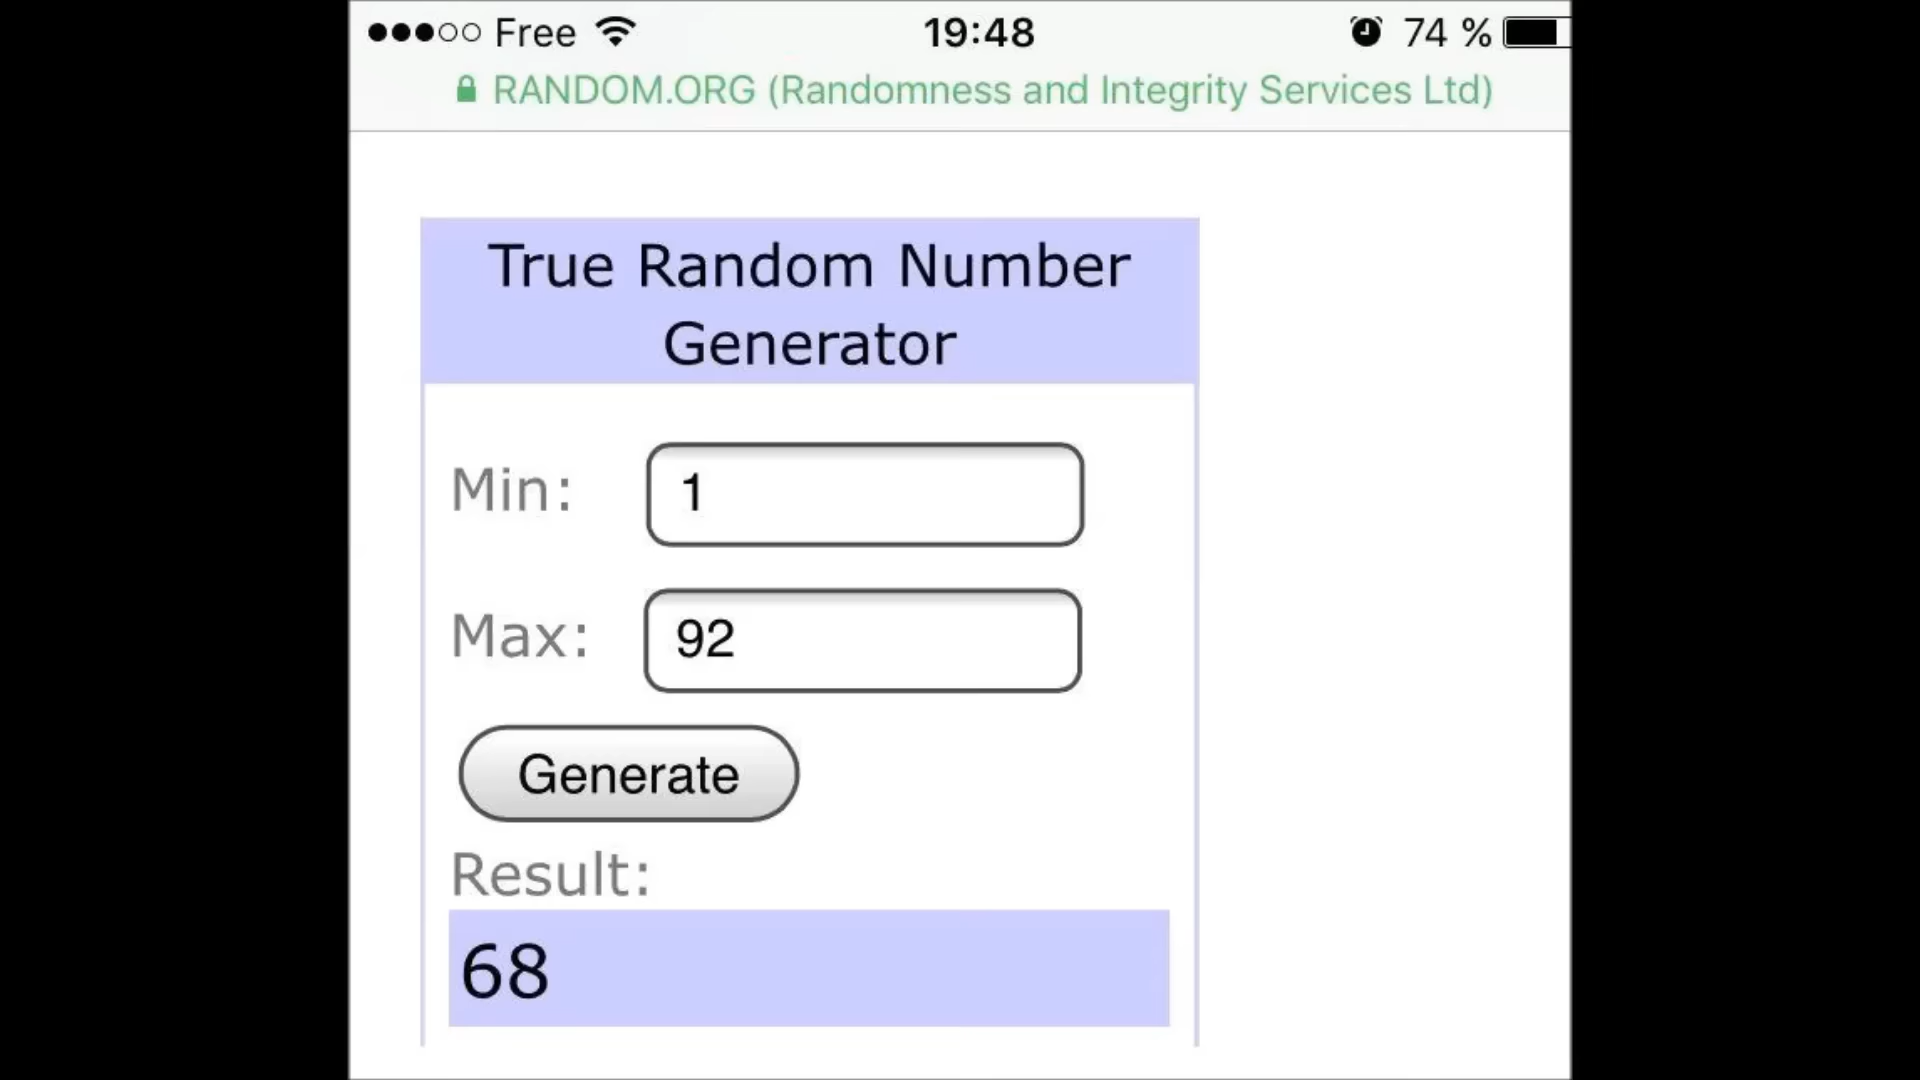 Free 19:48 74 %
RANDOM.ORG (Randomness and Integrity Services Ltd)
True Random Number
Generator
Min: 1
Max: 92
Generate
Result:
68